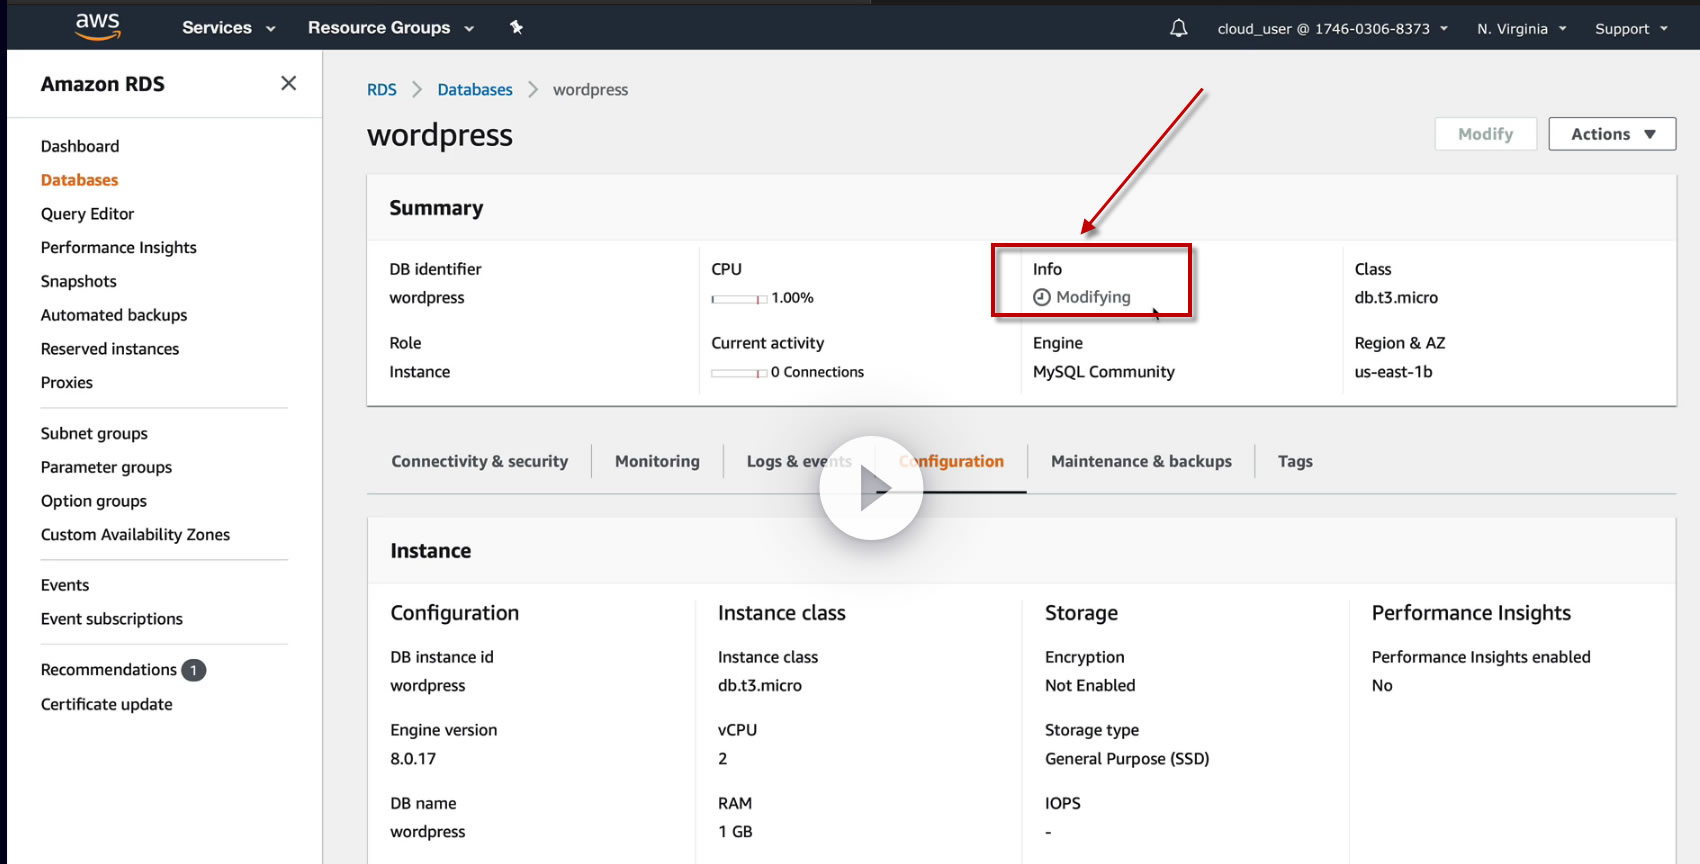 aws Services Resource Groups cloud_user @ 1746-0306-8373 N. Virginia Support
Amazon RDS
Dashboard
Databases
Query Editor
Performance Insights
Snapshots
Automated backups
Reserved instances
Proxies
Subnet groups
Parameter groups
Option groups
Custom Availability Zones
Events
Event subscriptions
Recommendations 1
Certificate update
RDS > Databases > wordpress
wordpress
Modify Actions
Summary
DB identifier
wordpress
Role
Instance
CPU
1.00%
Current activity
0 Connections
Info
Modifying
Engine
MySQL Community
Class
db.t3.micro
Region & AZ
us-east-1b
Connectivity & security Monitoring Logs & events Configuration Maintenance & backups Tags
Instance
Configuration
DB instance id
wordpress
Engine version
8.0.17
DB name
wordpress
Instance class
Instance class
db.t3.micro
vCPU
2
RAM
1 GB
Storage
Encryption
Not Enabled
Storage type
General Purpose (SSD)
IOPS
-
Performance Insights
Performance Insights enabled
No